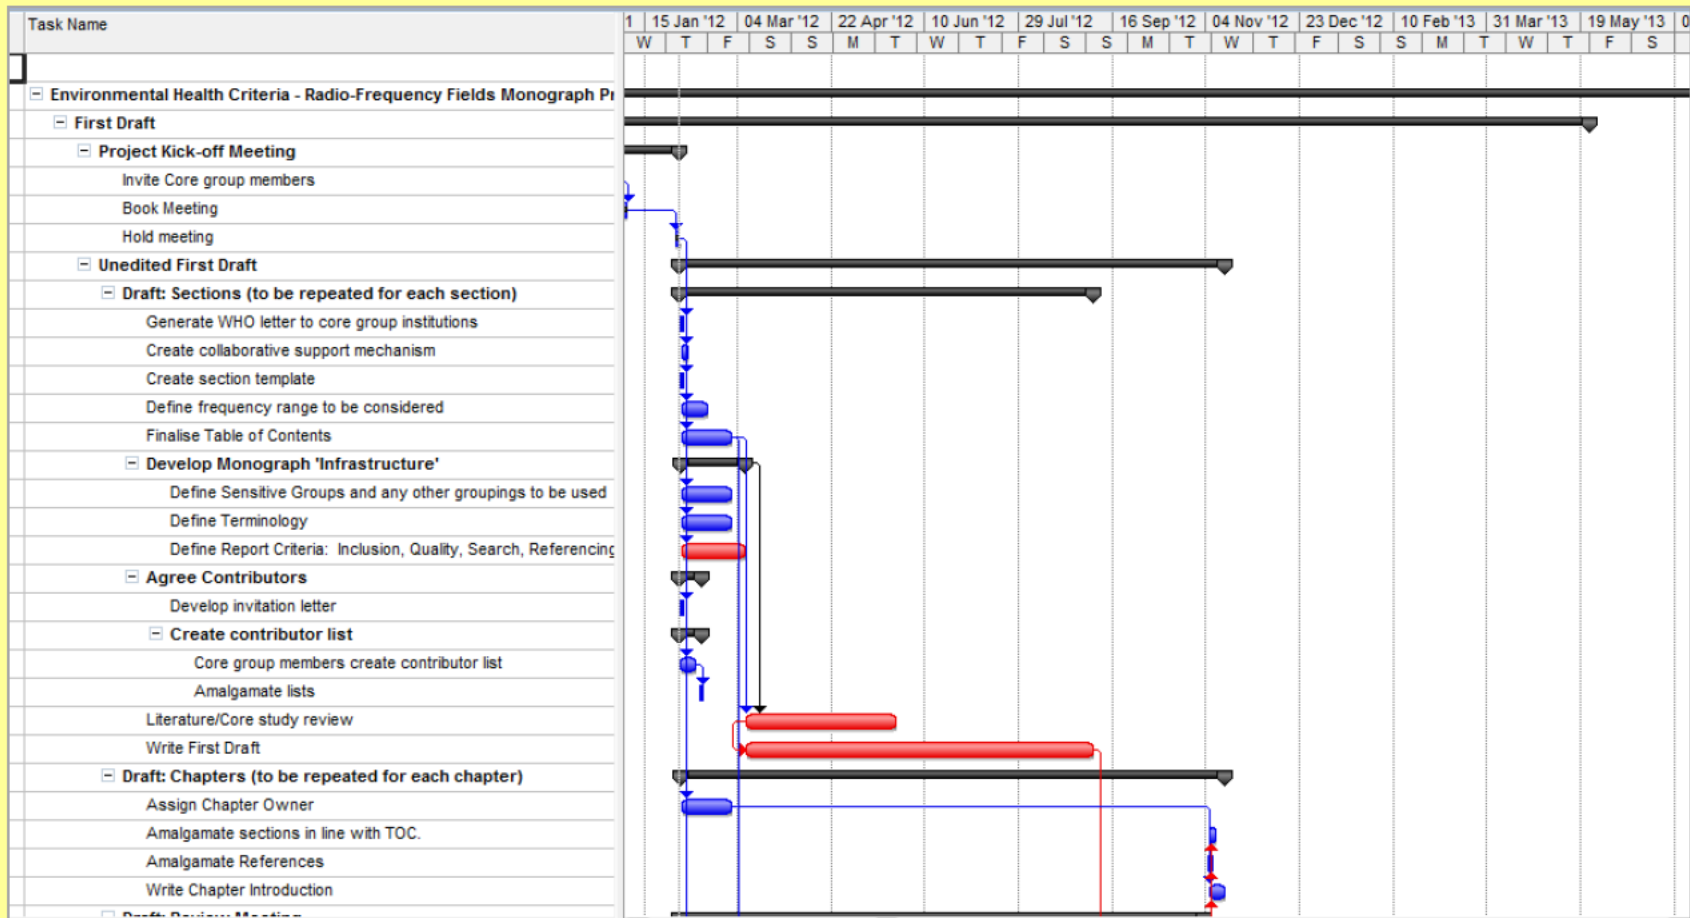 Task Name
1 15 Jan '12 04 Mar '12 22 Apr '12 10 Jun '12 29 Jul '12 16 Sep '12 04 Nov '12 23 Dec '12 10 Feb '13 31 Mar '13 19 May '13 0
W T F S S M T W T F S S M T W T F S S M T W T F S
Environmental Health Criteria - Radio-Frequency Fields Monograph Pr
First Draft
Project Kick-off Meeting
Invite Core group members
Book Meeting
Hold meeting
Unedited First Draft
Draft: Sections (to be repeated for each section)
Generate WHO letter to core group institutions
Create collaborative support mechanism
Create section template
Define frequency range to be considered
Finalise Table of Contents
Develop Monograph 'Infrastructure'
Define Sensitive Groups and any other groupings to be used
Define Terminology
Define Report Criteria: Inclusion, Quality, Search, Referencing
Agree Contributors
Develop invitation letter
Create contributor list
Core group members create contributor list
Amalgamate lists
Literature/Core study review
Write First Draft
Draft: Chapters (to be repeated for each chapter)
Assign Chapter Owner
Amalgamate sections in line with TOC.
Amalgamate References
Write Chapter Introduction
Draft: Review Meeting